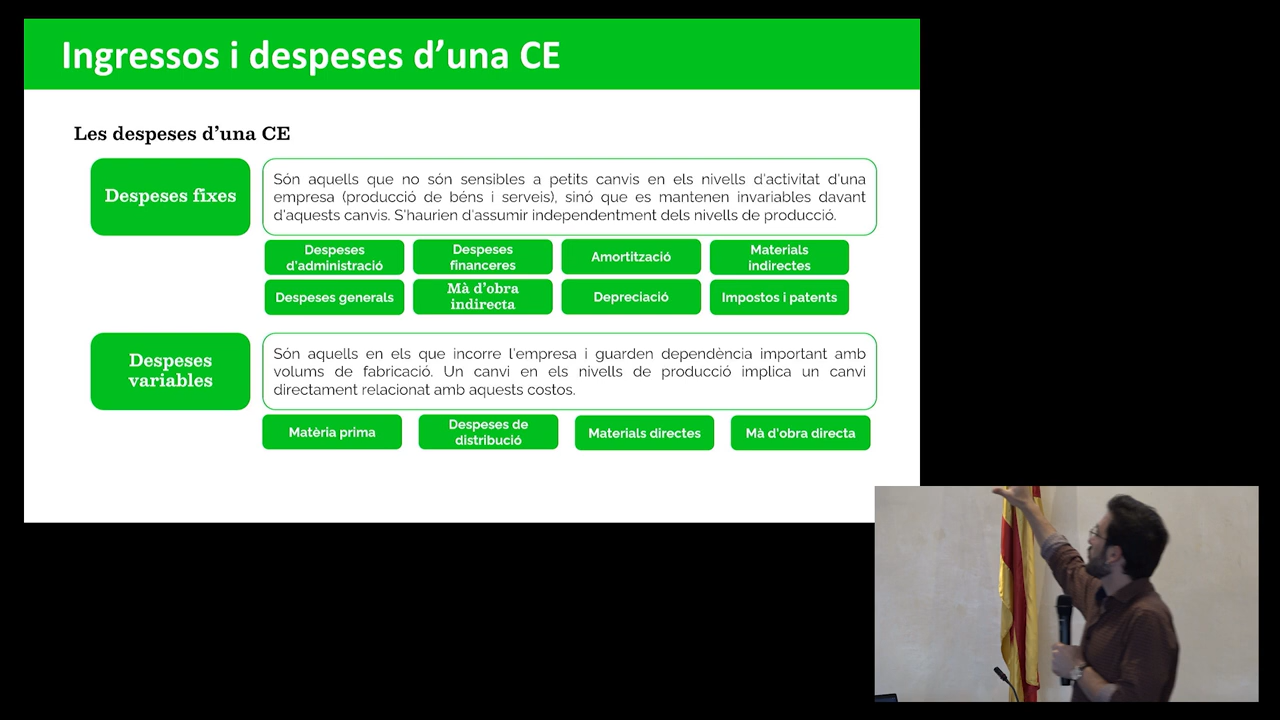 Ingressos i despeses d’una CE
Les despeses d’una CE
Despeses fixes
Són aquells que no són sensibles a petits canvis en els nivells d'activitat d'una
empresa (producció de béns i serveis), sinó que es mantenen invariables davant
d'aquests canvis. S'haurien d'assumir independentment dels nivells de producció.
Despeses
d'administració
Despeses
financeres
Amortització
Materials
indirectes
Despeses generals
Mà d’obra
indirecta
Depreciació
Impostos i patents
Despeses
variables
Són aquells en els que incorre l'empresa i guarden dependència important amb
volums de fabricació. Un canvi en els nivells de producció implica un canvi
directament relacionat amb aquests costos.
Matèria prima
Despeses de
distribució
Materials directes
Mà d'obra directa